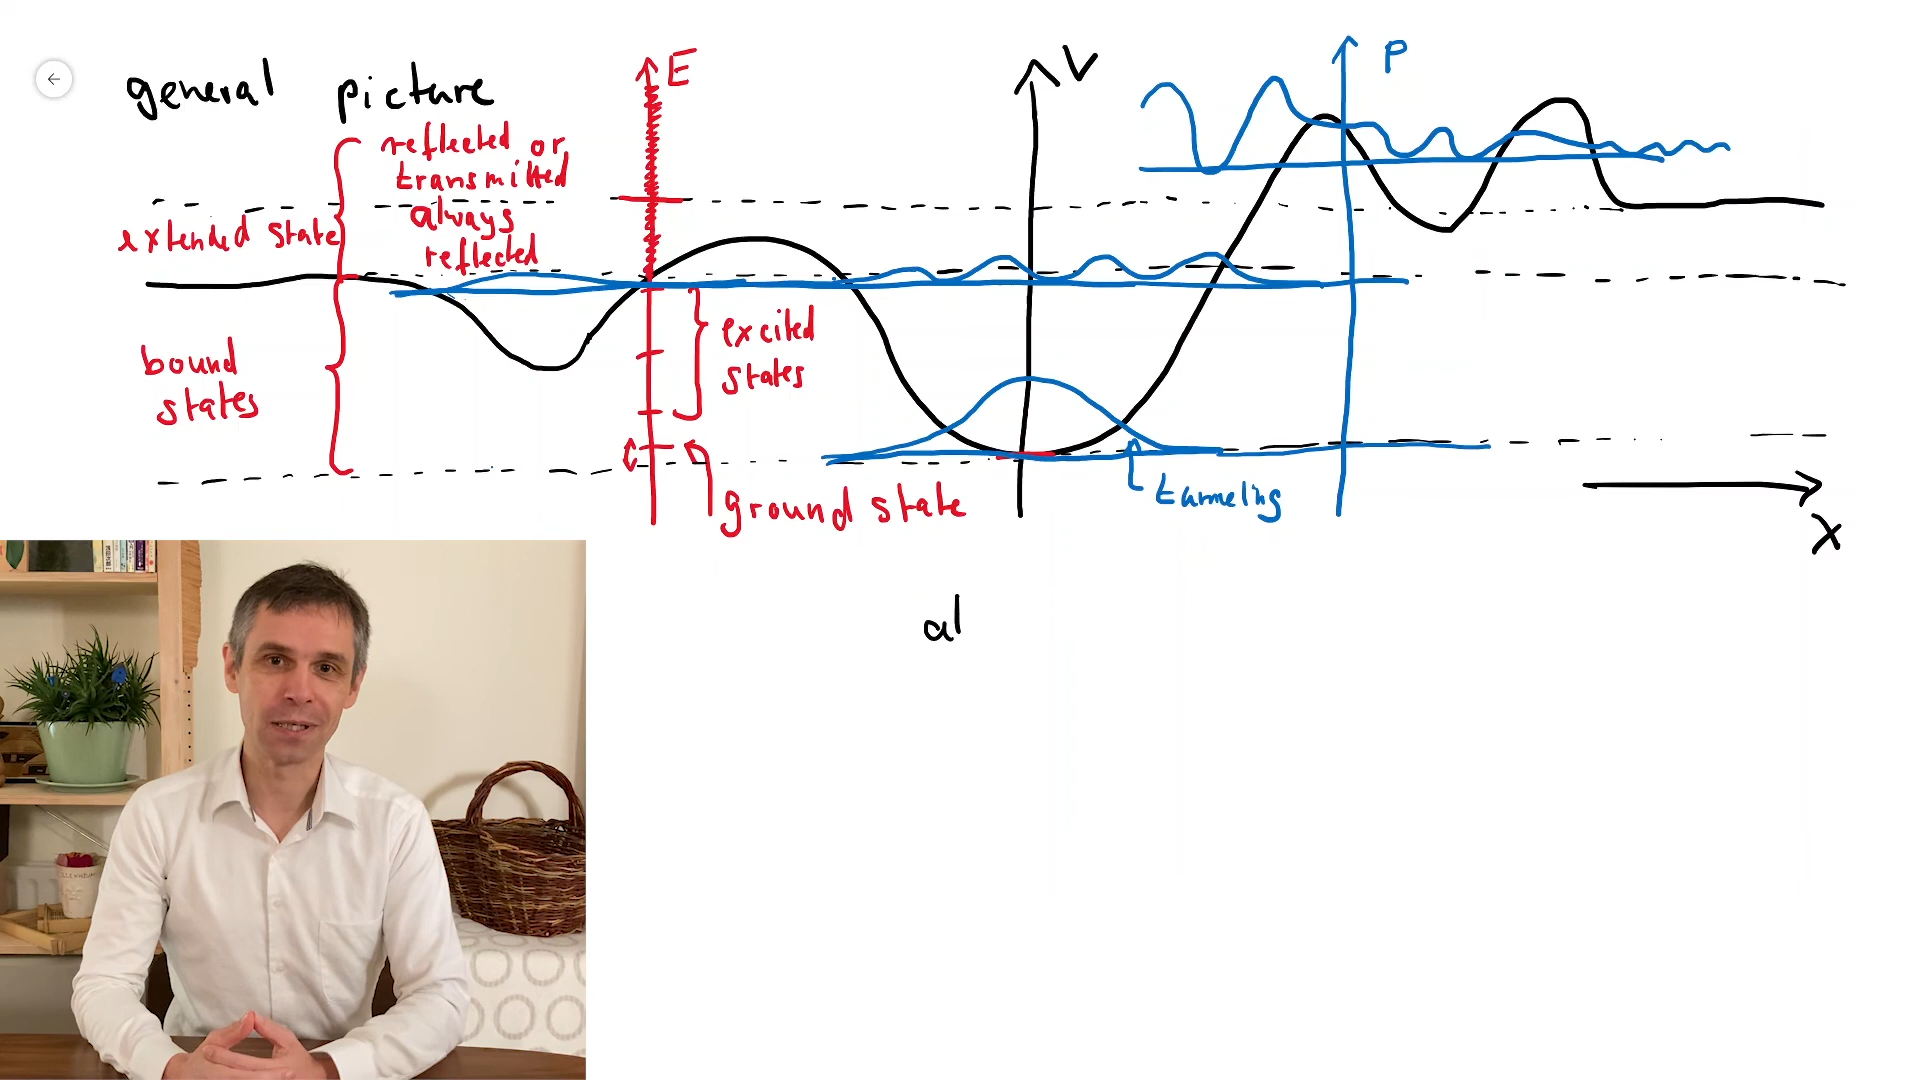 general picture
E
V
P
reflected or
transmitted
always
reflected
extended state
bound
states
excited
states
ground state
tunneling
x
al